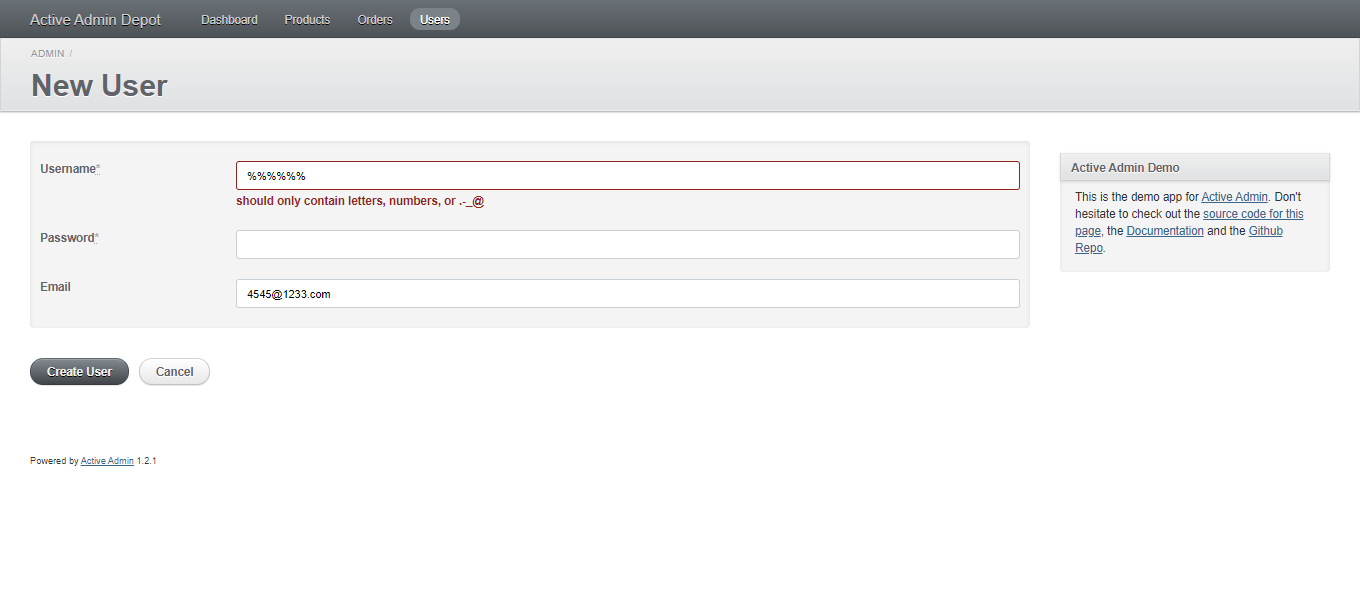 Active Admin Depot Dashboard Products Orders Users
ADMIN /
New User
Username*
%%%%%%
should only contain letters, numbers, or .-_@
Password*
Email
4545@1233.com
Create User Cancel
Active Admin Demo
This is the demo app for Active Admin. Don't
hesitate to check out the source code for this
page, the Documentation and the Github
Repo.
Powered by Active Admin 1.2.1